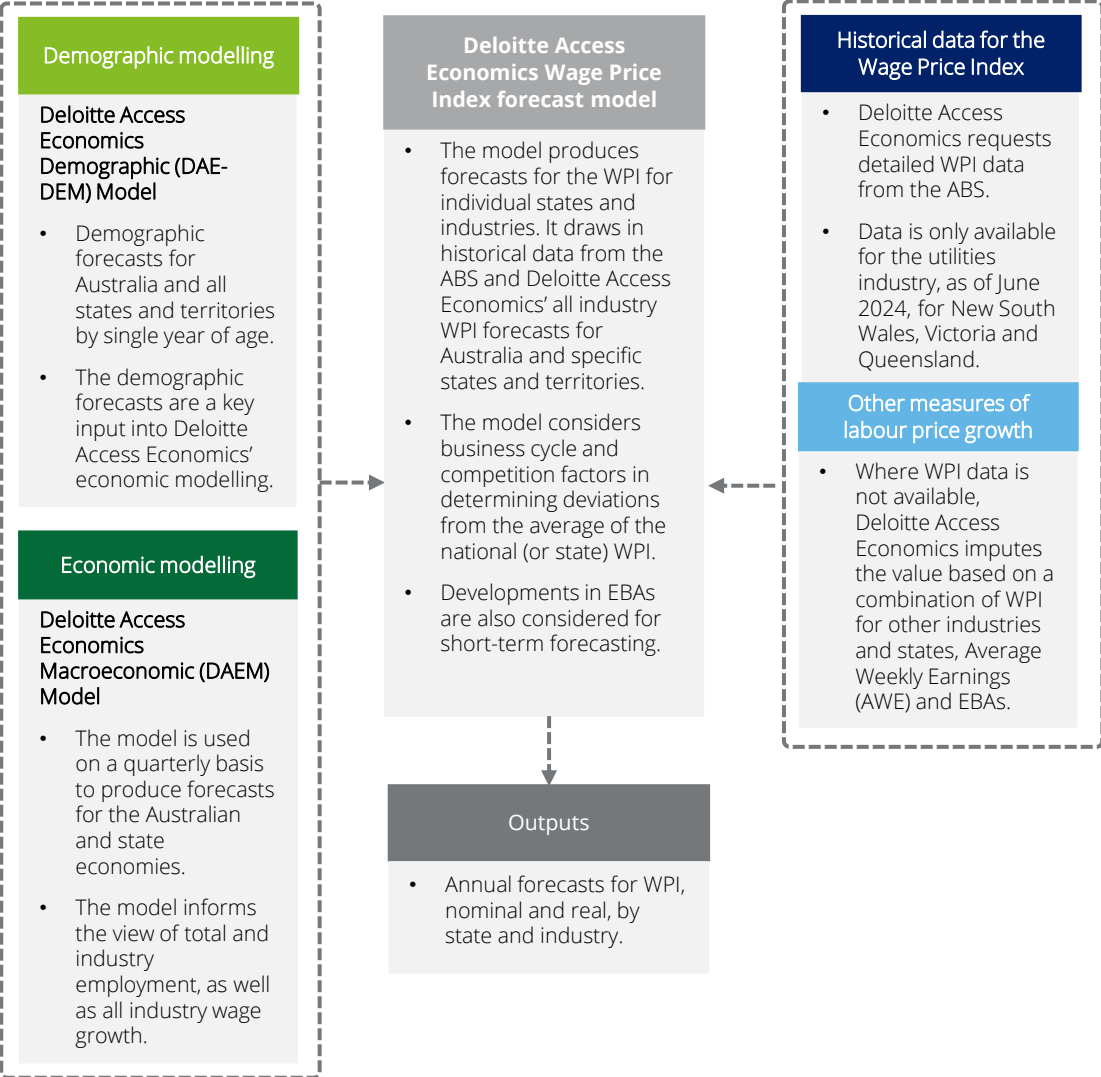 Demographic modelling
Deloitte Access
Economics
Demographic (DAE-
DEM) Model
• Demographic
forecasts for
Australia and all
states and territories
by single year of age.
• The demographic
forecasts are a key
input into Deloitte
Access Economics’
economic modelling.
Economic modelling
Deloitte Access
Economics
Macroeconomic (DAEM)
Model
• The model is used
on a quarterly basis
to produce forecasts
for the Australian
and state
economies.
• The model informs
the view of total and
industry
employment, as well
as all industry wage
growth.
Deloitte Access
Economics Wage Price
Index forecast model
• The model produces
forecasts for the WPI for
individual states and
industries. It draws in
historical data from the
ABS and Deloitte Access
Economics’ all industry
WPI forecasts for
Australia and specific
states and territories.
• The model considers
business cycle and
competition factors in
determining deviations
from the average of the
national (or state) WPI.
• Developments in EBAs
are also considered for
short-term forecasting.
Outputs
• Annual forecasts for WPI,
nominal and real, by
state and industry.
Historical data for the
Wage Price Index
• Deloitte Access
Economics requests
detailed WPI data
from the ABS.
• Data is only available
for the utilities
industry, as of June
2024, for New South
Wales, Victoria and
Queensland.
Other measures of
labour price growth
• Where WPI data is
not available,
Deloitte Access
Economics imputes
the value based on a
combination of WPI
for other industries
and states, Average
Weekly Earnings
(AWE) and EBAs.